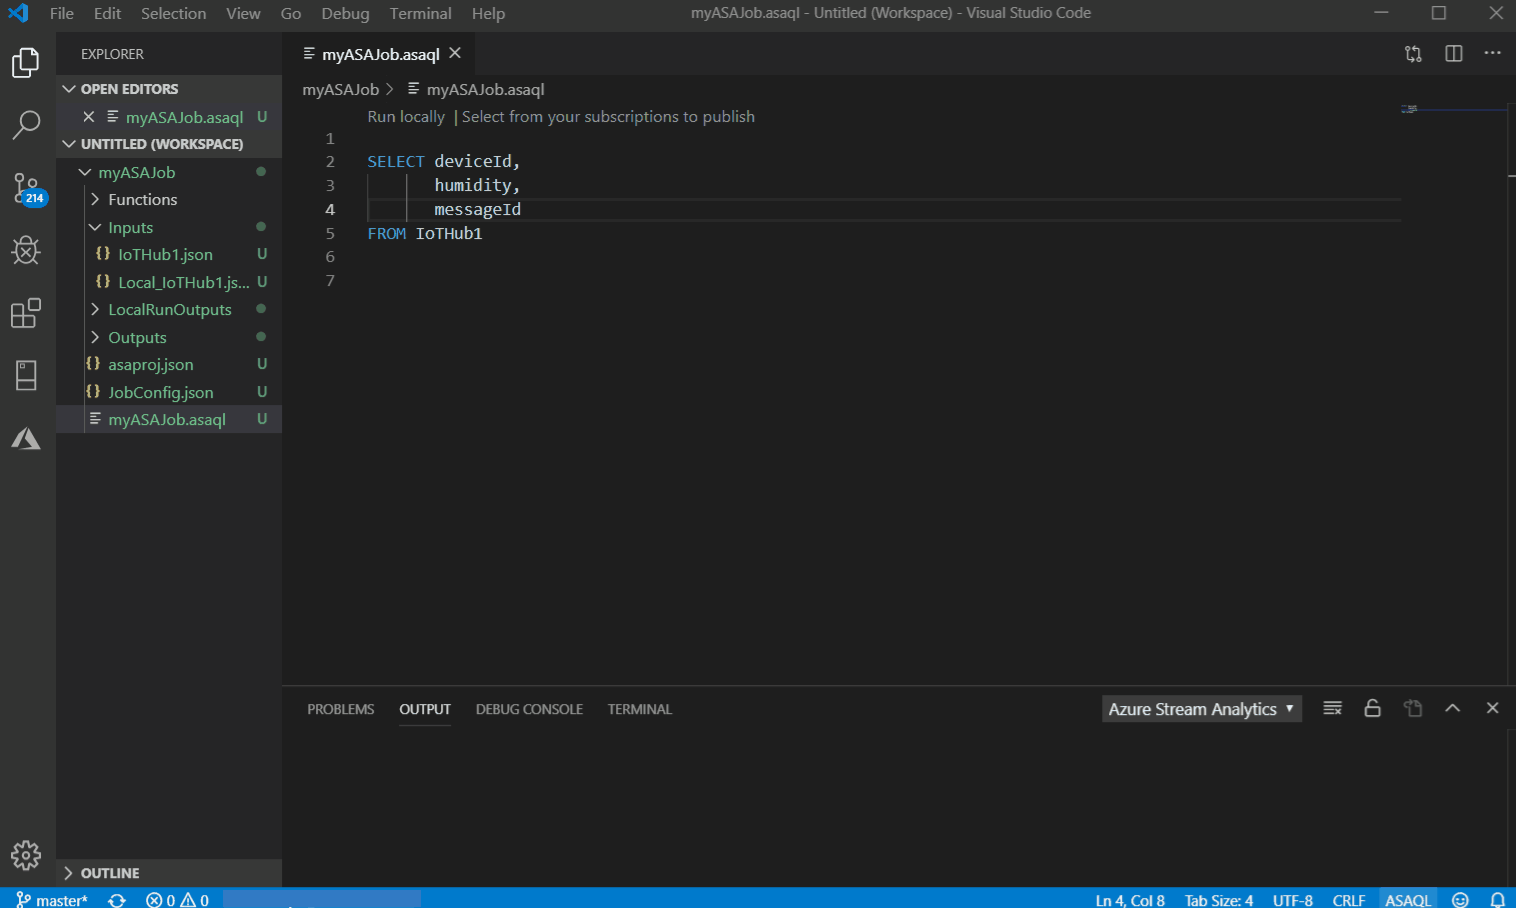 File Edit Selection View Go Debug Terminal Help
myASAJob.asaql - Untitled (Workspace) - Visual Studio Code
EXPLORER
OPEN EDITORS
myASAJob.asaql U
UNTITLED (WORKSPACE)
myASAJob
Functions
Inputs
{} IoTHub1.json U
{} Local_IoTHub1.js... U
LocalRunOutputs
Outputs
{} asaproj.json U
{} JobConfig.json U
myASAJob.asaql U
OUTLINE
214
myASAJob.asaql
myASAJob > myASAJob.asaql
Run locally | Select from your subscriptions to publish
1
2 SELECT deviceId,
3 humidity,
4 messageId
5 FROM IoTHub1
6
7
PROBLEMS OUTPUT DEBUG CONSOLE TERMINAL
Azure Stream Analytics
master* 0 0
Ln 4, Col 8 Tab Size: 4 UTF-8 CRLF ASAQL